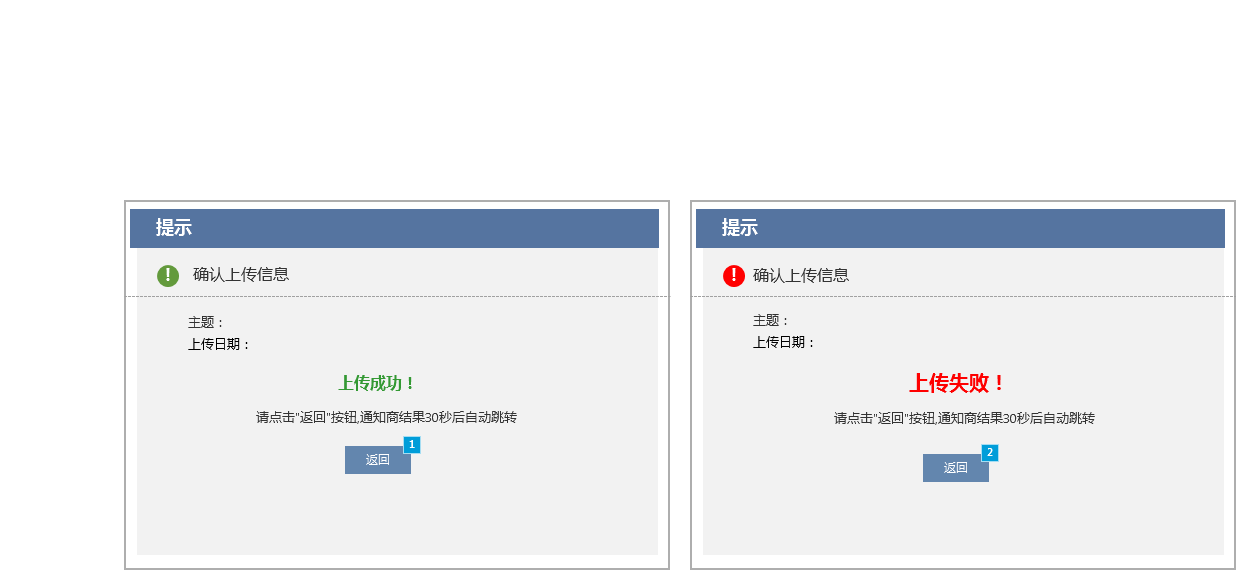 提示
确认上传信息
主题：
上传日期：
上传成功！
请点击"返回"按钮,通知商结果30秒后自动跳转
1
返回
提示
确认上传信息
主题：
上传日期：
上传失败！
请点击"返回"按钮,通知商结果30秒后自动跳转
2
返回